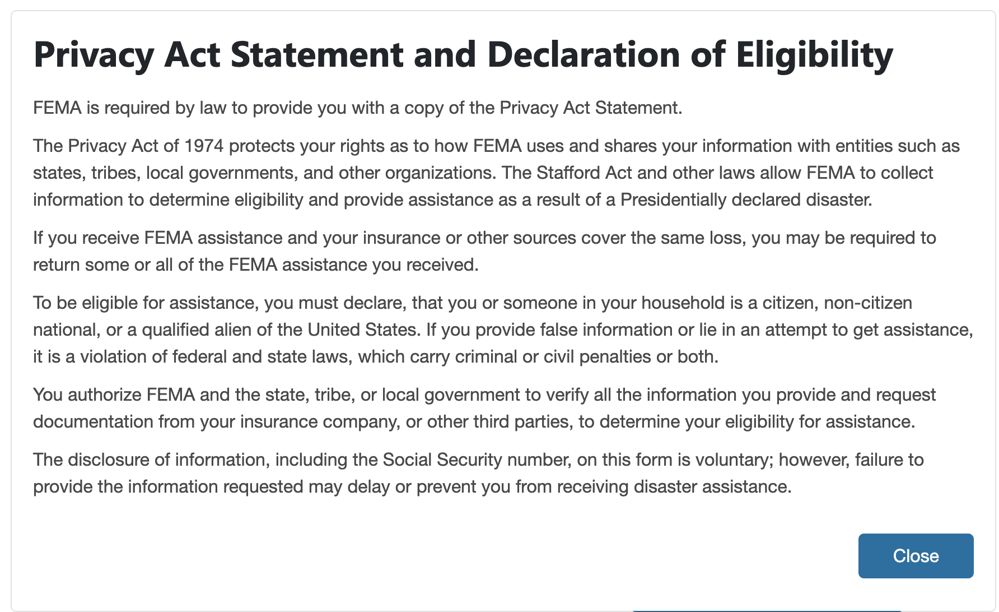 Privacy Act Statement and Declaration of Eligibility
FEMA is required by law to provide you with a copy of the Privacy Act Statement.
The Privacy Act of 1974 protects your rights as to how FEMA uses and shares your information with entities such as
states, tribes, local governments, and other organizations. The Stafford Act and other laws allow FEMA to collect
information to determine eligibility and provide assistance as a result of a Presidentially declared disaster.
If you receive FEMA assistance and your insurance or other sources cover the same loss, you may be required to
return some or all of the FEMA assistance you received.
To be eligible for assistance, you must declare, that you or someone in your household is a citizen, non-citizen
national, or a qualified alien of the United States. If you provide false information or lie in an attempt to get assistance,
it is a violation of federal and state laws, which carry criminal or civil penalties or both.
You authorize FEMA and the state, tribe, or local government to verify all the information you provide and request
documentation from your insurance company, or other third parties, to determine your eligibility for assistance.
The disclosure of information, including the Social Security number, on this form is voluntary; however, failure to
provide the information requested may delay or prevent you from receiving disaster assistance.
Close